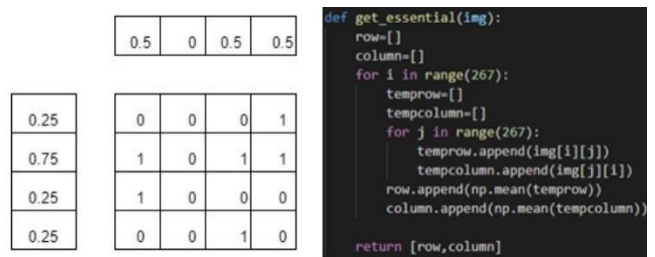 0.5 0 0.5 0.5
0.25 0 0 0 1
0.75 1 0 1 1
0.25 1 0 0 0
0.25 0 0 1 0
def get_essential(img):
    row=[]
    column=[]
    for i in range(267):
        temprow=[]
        tempcolumn=[]
        for j in range(267):
            temprow.append(img[i][j])
            tempcolumn.append(img[j][i])
        row.append(np.mean(temprow))
        column.append(np.mean(tempcolumn))
    return [row,column]